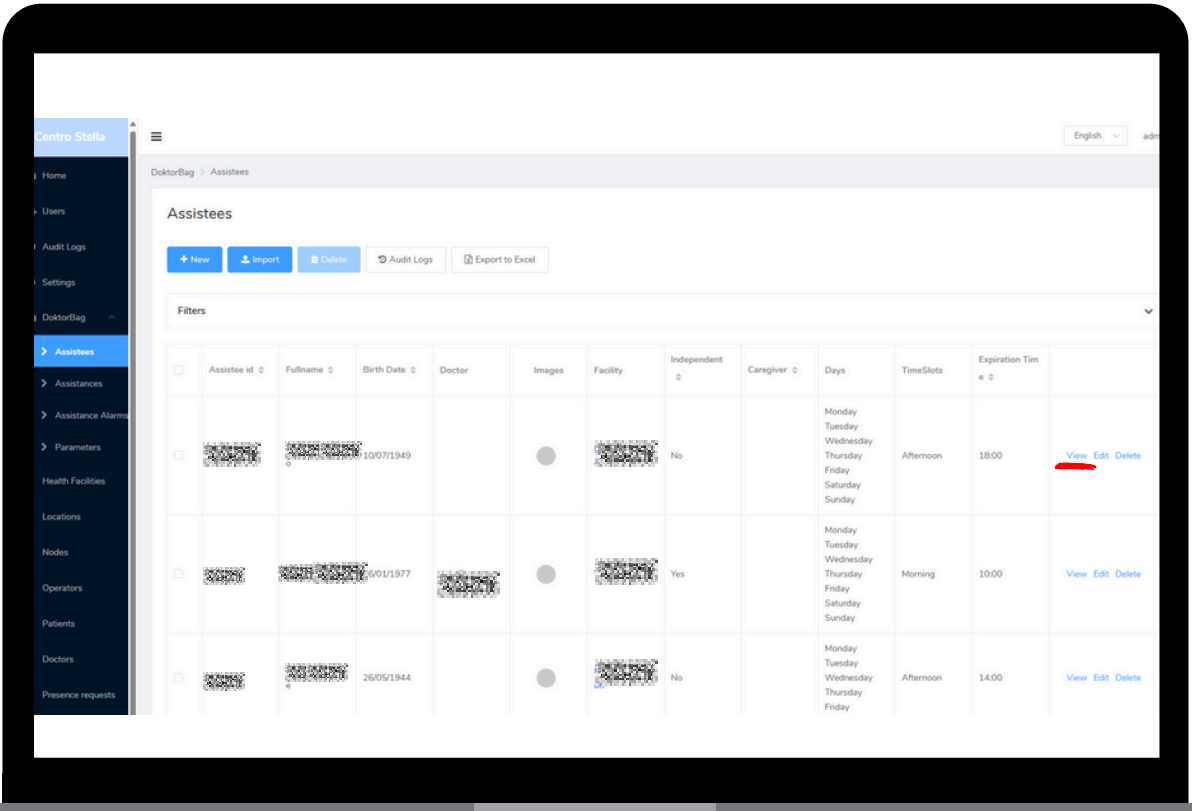 Centro Stella
English
Home
DoktorBag > Assistees
Users
Assistees
Audit Logs
+ New
Import
Delete
Audit Logs
Export to Excel
Settings
Filters
DoktorBag
Assistees
Assistances
Assistance Alarms
Parameters
Health Facilities
Locations
Nodes
Operators
Patients
Doctors
Presence requests
Assistee id
Fullname
Birth Date
Doctor
Images
Facility
Independent
Caregiver
Days
TimeSlots
Expiration Tim
e
10/07/1949
No
Monday
Tuesday
Wednesday
Thursday
Friday
Saturday
Sunday
Afternoon
18:00
View Edit Delete
6/01/1977
Yes
Monday
Tuesday
Wednesday
Thursday
Friday
Saturday
Sunday
Morning
10:00
View Edit Delete
26/05/1944
No
Monday
Tuesday
Wednesday
Thursday
Friday
Afternoon
14:00
View Edit Delete